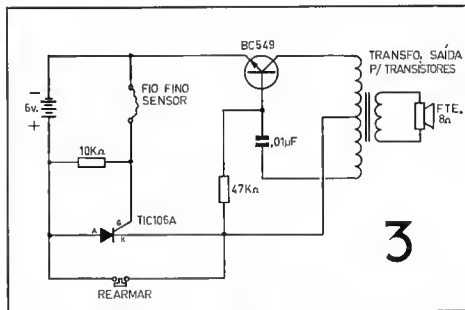 BC549
TRANSFO. SAÍDA
P/ TRANSÍSTORES
−
6v.
+
FIO FINO
SENSOR
FTE.
8Ω
10KΩ
,01µF
47KΩ
TIC106A
G
A
K
3
REARMAR